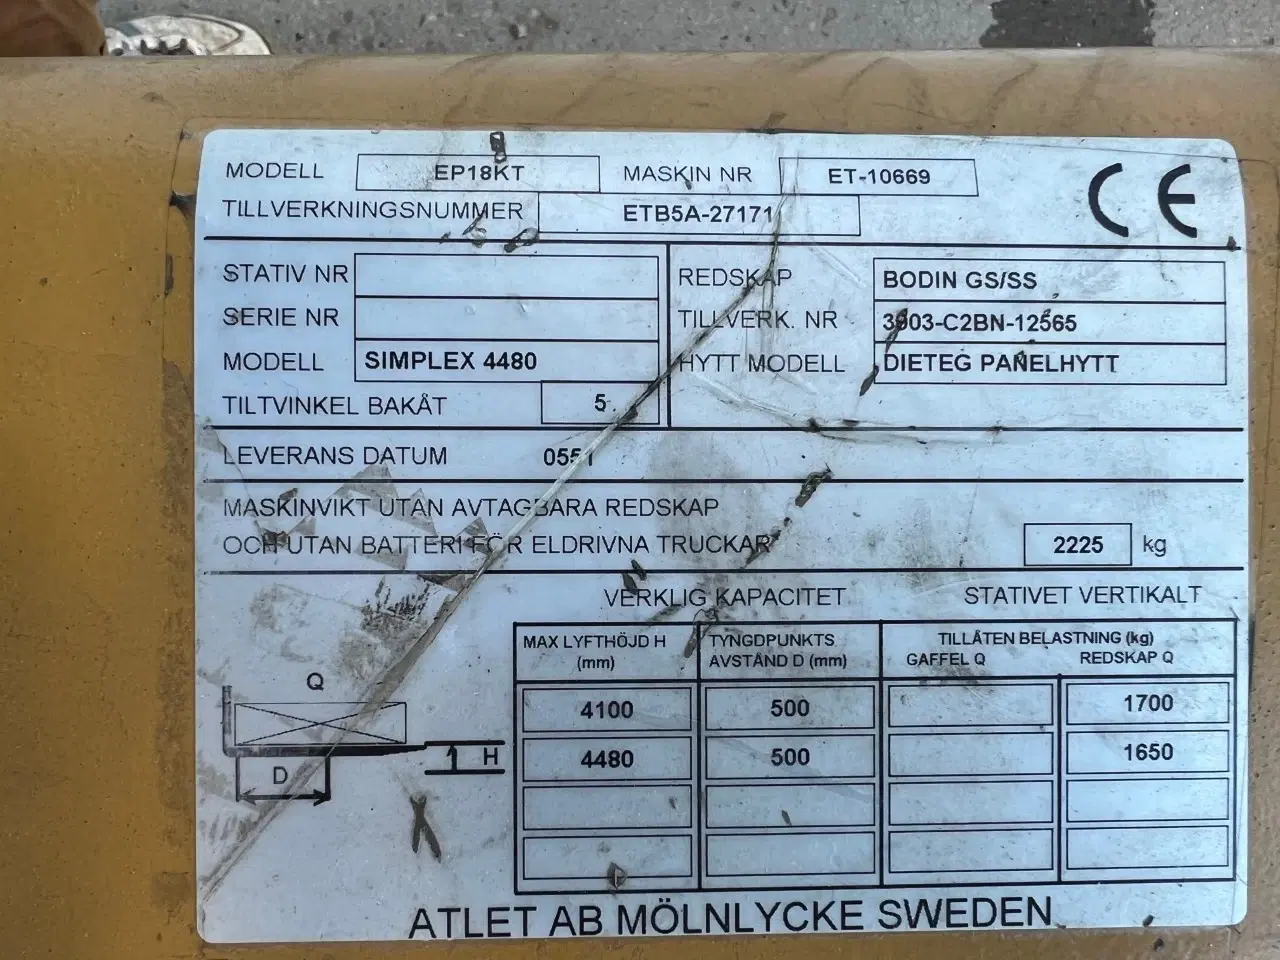 MODELL EP18KT MASKIN NR ET-10669 CE
TILLVERKNINGSNUMMER ETB5A-27171
STATIV NR
SERIE NR
MODELL SIMPLEX 4480
TILTVINKEL BAKÅT 5
REDSKAP BODIN GS/SS
TILLVERK. NR 3903-C2BN-12565
HYTT MODELL DIETEG PANELHYTT
LEVERANS DATUM 0551
MASKINVIKT UTAN AVTAGBARA REDSKAP
OCH UTAN BATTERI FÖR ELDRIVNA TRUCKAR 2225 kg
VERKLIG KAPACITET STATIVET VERTIKALT
MAX LYFTHÖJD H TYNGDPUNKTS TILLÅTEN BELASTNING (kg)
(mm) AVSTÅND D (mm) GAFFEL Q REDSKAP Q
4100 500 1700
4480 500 1650
Q
H
D
ATLET AB MÖLNLYCKE SWEDEN